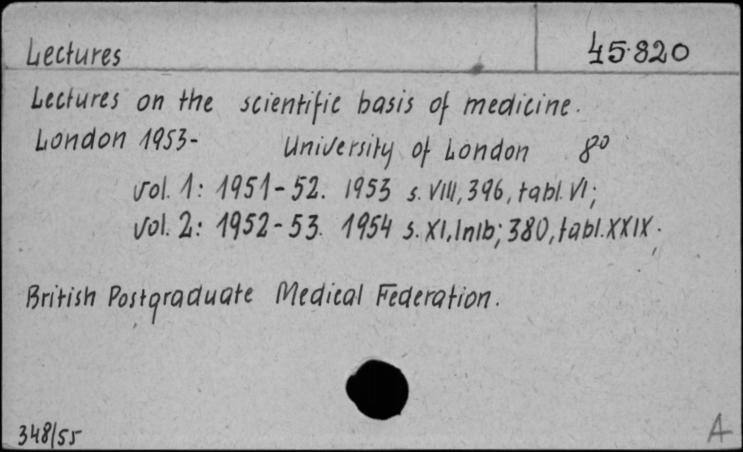 Lectures 45.820
Lectures on the scientific basis of medicine.
London 1953- University of London 8º
vol. 1: 1951-52. 1953 s. VIII, 396, tabl. VI;
vol. 2: 1952-53. 1954 s. XI, 1nlb; 380, tabl. XXIX.
British Postgraduate Medical Federation.
348/55 A